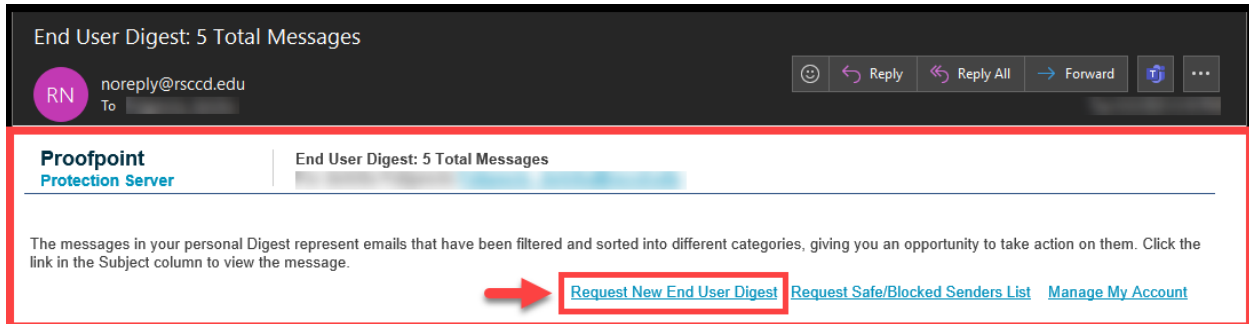 End User Digest: 5 Total Messages
RN
noreply@rsccd.edu
To
Reply
Reply All
Forward
Proofpoint
Protection Server
End User Digest: 5 Total Messages
The messages in your personal Digest represent emails that have been filtered and sorted into different categories, giving you an opportunity to take action on them. Click the
link in the Subject column to view the message.
Request New End User Digest Request Safe/Blocked Senders List Manage My Account